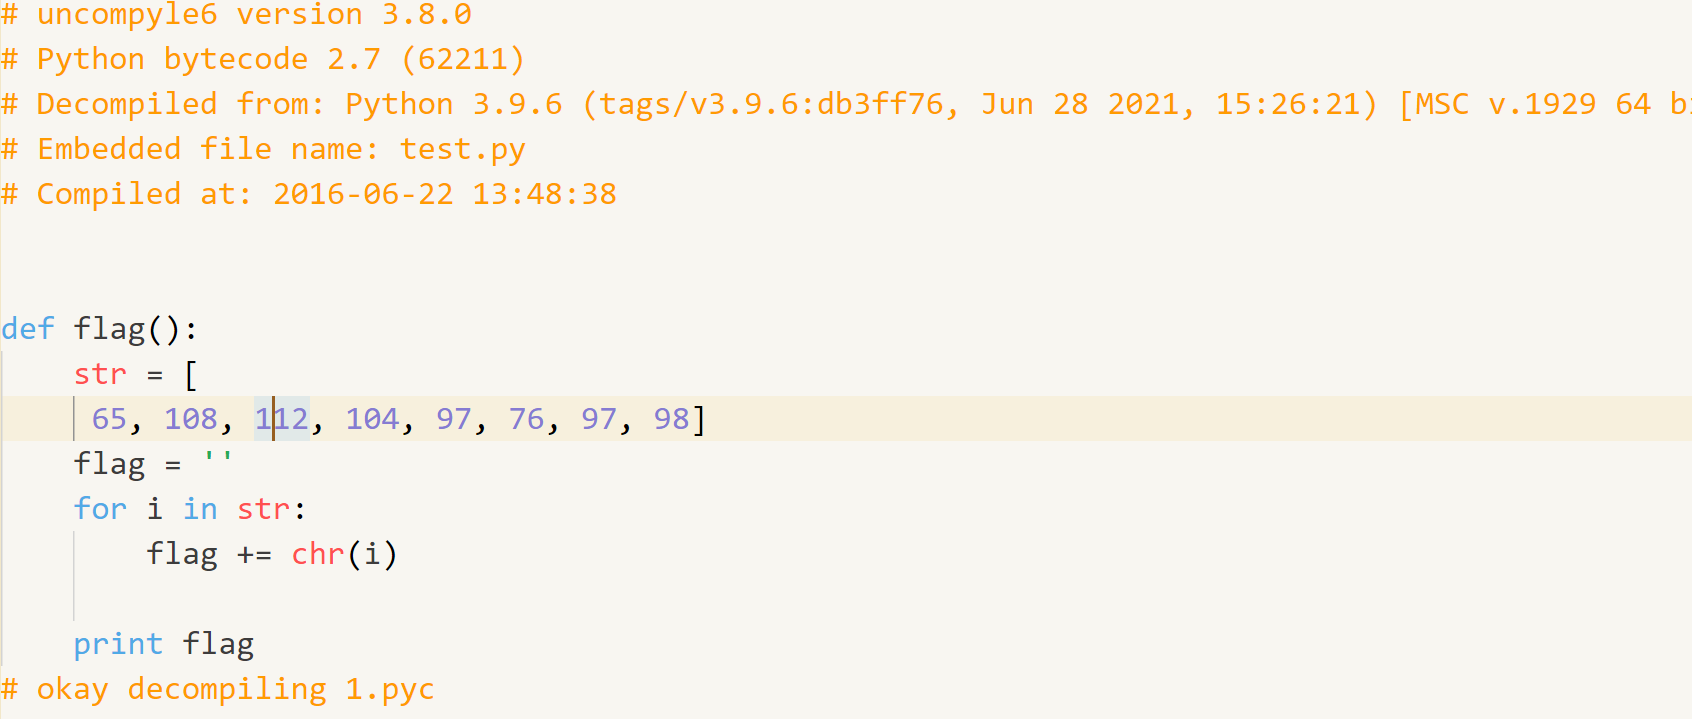 # uncompyle6 version 3.8.0
# Python bytecode 2.7 (62211)
# Decompiled from: Python 3.9.6 (tags/v3.9.6:db3ff76, Jun 28 2021, 15:26:21) [MSC v.1929 64
# Embedded file name: test.py
# Compiled at: 2016-06-22 13:48:38
def flag():
    str = [
     65, 108, 112, 104, 97, 76, 97, 98]
    flag = ''
    for i in str:
        flag += chr(i)
    print flag
# okay decompiling 1.pyc